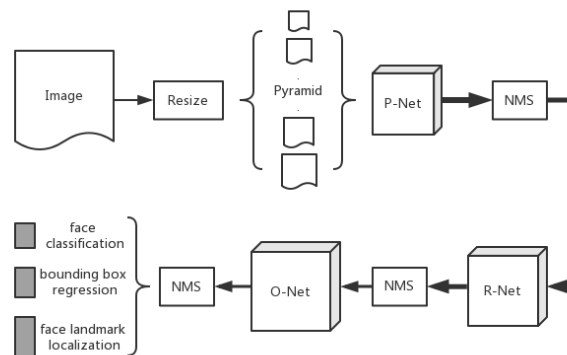 Image
Resize
Pyramid
P-Net
NMS
R-Net
NMS
O-Net
NMS
face
classification
bounding box
regression
face landmark
localization